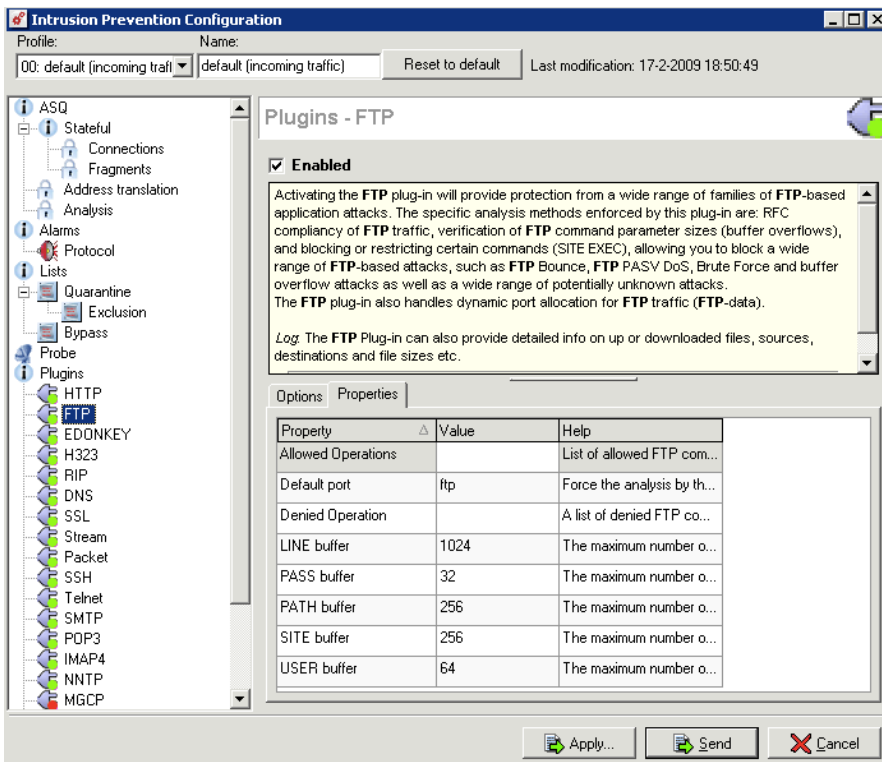 Intrusion Prevention Configuration
Profile:
Name:
00: default (incoming trafl
default (incoming traffic)
Reset to default
Last modification: 17-2-2009 18:50:49
ASQ
Stateful
Connections
Fragments
Address translation
Analysis
Alarms
Protocol
Lists
Quarantine
Exclusion
Bypass
Probe
Plugins
HTTP
FTP
EDONKEY
H323
RIP
DNS
SSL
Stream
Packet
SSH
Telnet
SMTP
POP3
IMAP4
NNTP
MGCP
Plugins - FTP
Enabled
Activating the FTP plug-in will provide protection from a wide range of families of FTP-based
application attacks. The specific analysis methods enforced by this plug-in are: RFC
compliancy of FTP traffic, verification of FTP command parameter sizes (buffer overflows),
and blocking or restricting certain commands (SITE EXEC), allowing you to block a wide
range of FTP-based attacks, such as FTP Bounce, FTP PASV DoS, Brute Force and buffer
overflow attacks as well as a wide range of potentially unknown attacks.
The FTP plug-in also handles dynamic port allocation for FTP traffic (FTP-data).
Log: The FTP Plug-in can also provide detailed info on up or downloaded files, sources,
destinations and file sizes etc.
Options Properties
Property Value Help
Allowed Operations List of allowed FTP com...
Default port ftp Force the analysis by th...
Denied Operation A list of denied FTP co...
LINE buffer 1024 The maximum number o...
PASS buffer 32 The maximum number o...
PATH buffer 256 The maximum number o...
SITE buffer 256 The maximum number o...
USER buffer 64 The maximum number o...
Apply... Send Cancel